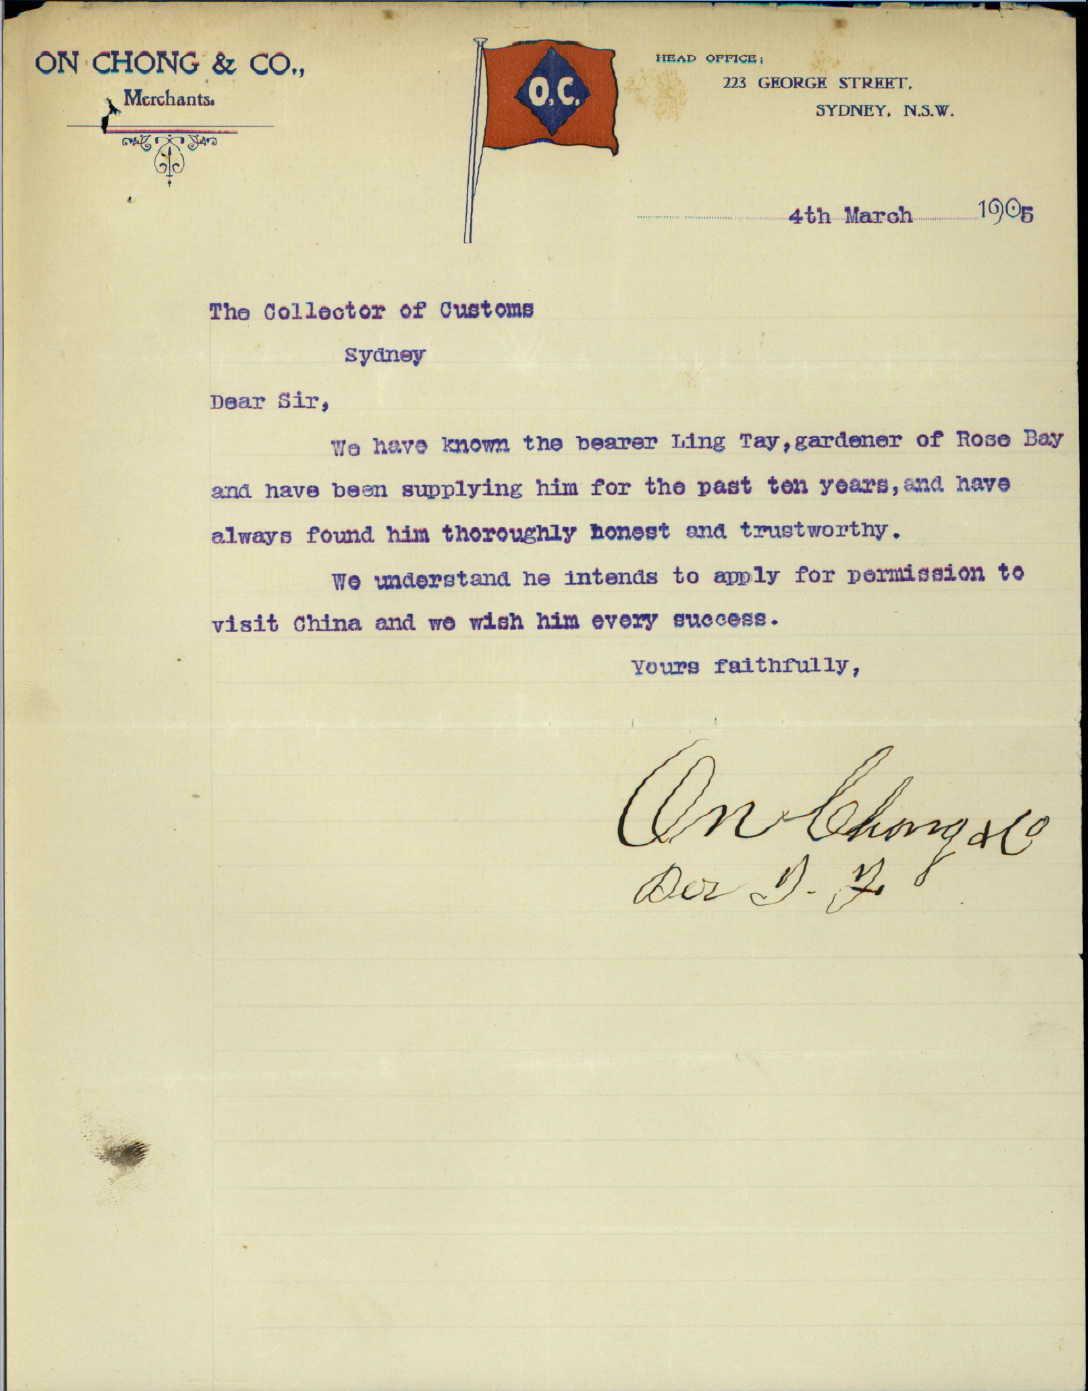 ON CHONG & CO.,
Merchants.
O.C.
HEAD OFFICE;
223 GEORGE STREET.
SYDNEY, N.S.W.
4th March 1905
The Collector of Customs
Sydney
Dear Sir,
We have known the bearer Ling Tay,gardener of Rose Bay
and have been supplying him for the past ten years,and have
always found him thoroughly honest and trustworthy.
We understand he intends to apply for permission to
visit China and we wish him every success.
Yours faithfully,
On Chong & Co
Per